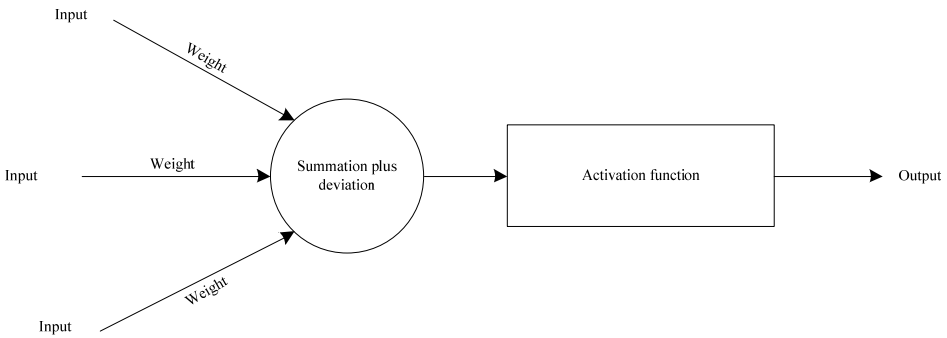 Input
Weight
Input
Weight
Summation plus
deviation
Activation function
Output
Weight
Input